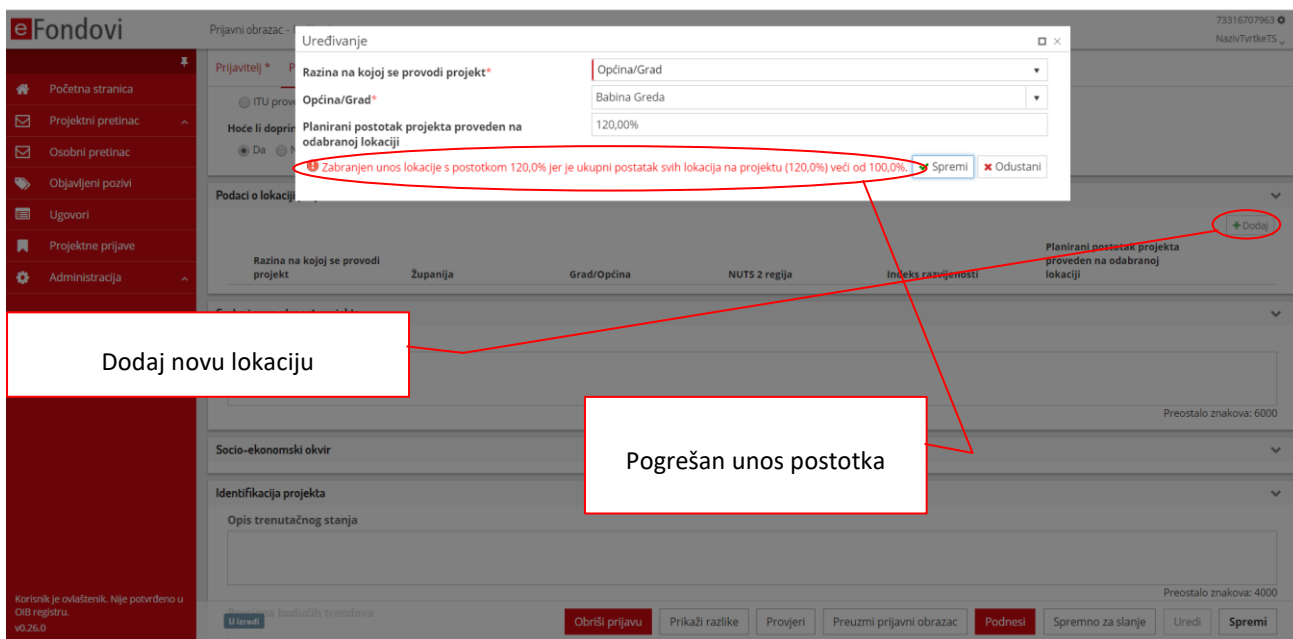 eFondovi
Prijavni obrazac –
73316707963
NazivTvrtkeTS
Uređivanje
Prijavitelj *
Razina na kojoj se provodi projekt*
Općina/Grad
Početna stranica
ITU prov
Općina/Grad*
Babina Greda
Projektni pretinac
Hoće li doprin
Planirani postotak projekta proveden na
odabranoj lokaciji
120,00%
Osobni pretinac
Da
Zabranjen unos lokacije s postotkom 120,0% jer je ukupni postatak svih lokacija na projektu (120,0%) veći od 100,0%.
Spremi
Odustani
Objavljeni pozivi
Podaci o lokaciji
Ugovori
+Dodaj
Projektne prijave
Administracija
Razina na kojoj se provodi
projekt
Županija
Grad/Općina
NUTS 2 regija
Indeks razvijenosti
Planirani postotak projekta
proveden na odabranoj
lokaciji
Dodaj novu lokaciju
Preostalo znakova: 6000
Socio-ekonomski okvir
Pogrešan unos postotka
Identifikacija projekta
Opis trenutačnog stanja
Preostalo znakova: 4000
Korisnik je ovlaštenik. Nije potvrđeno u
OIB registru.
v0.26.0
budućih trendova
U izradi
Obriši prijavu
Prikaži razlike
Provjeri
Preuzmi prijavni obrazac
Podnesi
Spremno za slanje
Uredi
Spremi